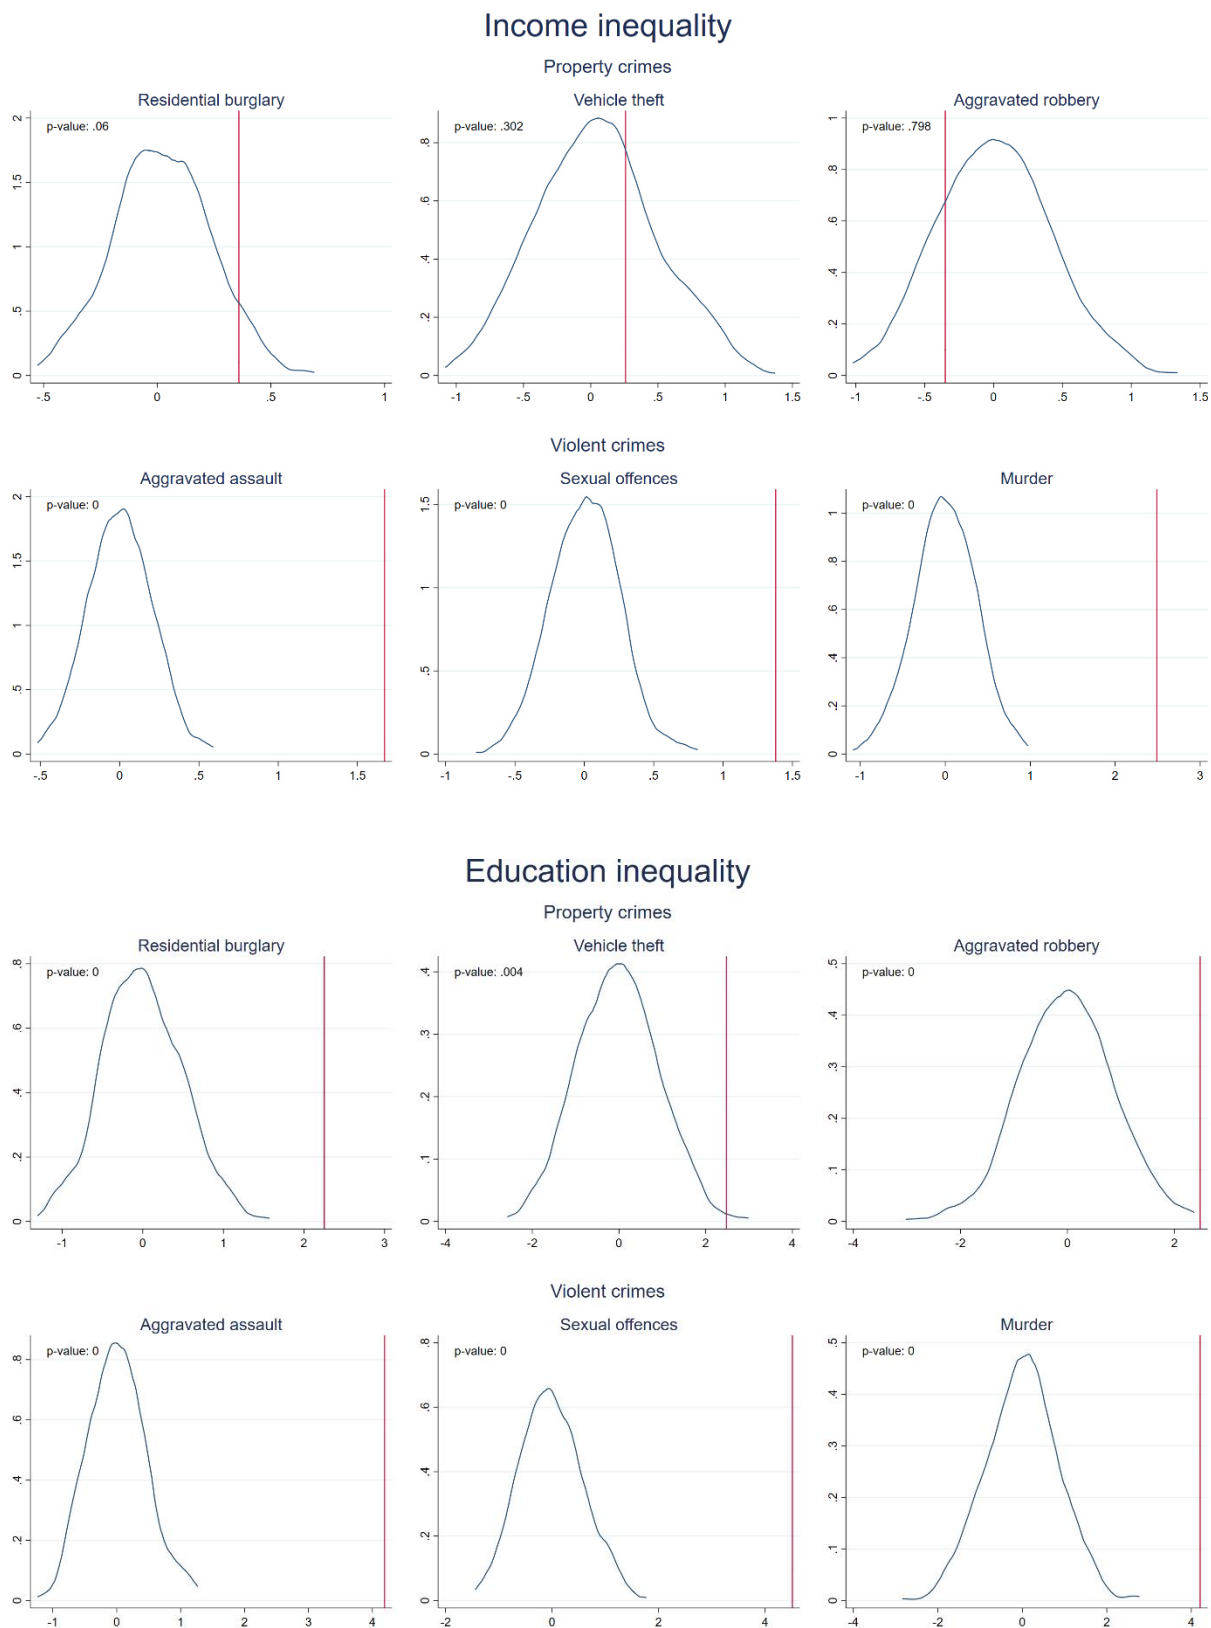 Income inequality
Property crimes
Residential burglary
Vehicle theft
Aggravated robbery
p-value: .06
p-value: .302
p-value: .798
0 .5 1 1.5 2
0 .2 .4 .6 .8
0 .2 .4 .6 .8 1
-.5 0 .5 1
-1 -.5 0 .5 1 1.5
-1 -.5 0 .5 1 1.5
Violent crimes
Aggravated assault
Sexual offences
Murder
p-value: 0
p-value: 0
p-value: 0
0 .5 1 1.5 2
0 .5 1 1.5
0 .2 .4 .6 .8 1
-.5 0 .5 1 1.5
-1 -.5 0 .5 1 1.5
-1 0 1 2 3
Education inequality
Property crimes
Residential burglary
Vehicle theft
Aggravated robbery
p-value: 0
p-value: .004
p-value: 0
0 .2 .4 .6 .8
0 .1 .2 .3 .4
0 .1 .2 .3 .4 .5
-1 0 1 2 3
-4 -2 0 2 4
-4 -2 0 2
Violent crimes
Aggravated assault
Sexual offences
Murder
p-value: 0
p-value: 0
p-value: 0
0 .2 .4 .6 .8
0 .2 .4 .6 .8
0 .1 .2 .3 .4 .5
-1 0 1 2 3 4
-2 0 2 4
-4 -2 0 2 4